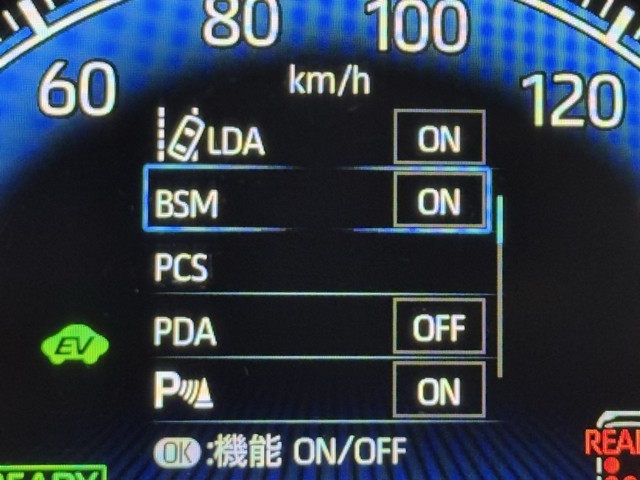 80 100
60 km/h 120
LDA ON
BSM ON
PCS
PDA OFF
EV
P ON
OK :機能 ON/OFF
READY